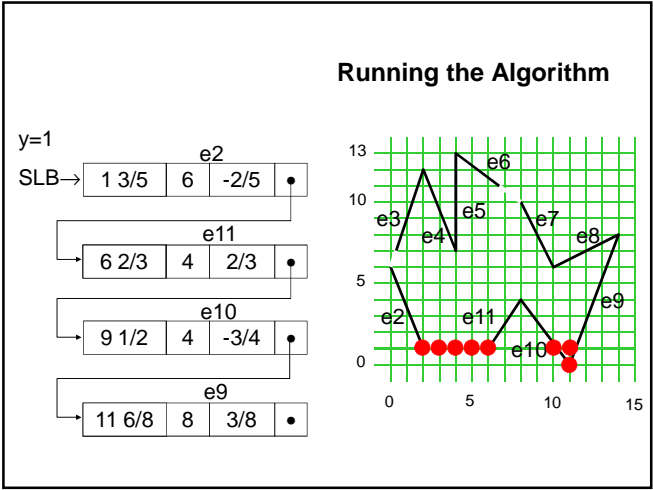 Running the Algorithm
y=1
e2
SLB→ 1 3/5 6 -2/5
e11
6 2/3 4 2/3
e10
9 1/2 4 -3/4
e9
11 6/8 8 3/8
13
10
5
0
0 5 10 15
e6
e3 e5 e7
e4 e8
e9
e2 e11
e10